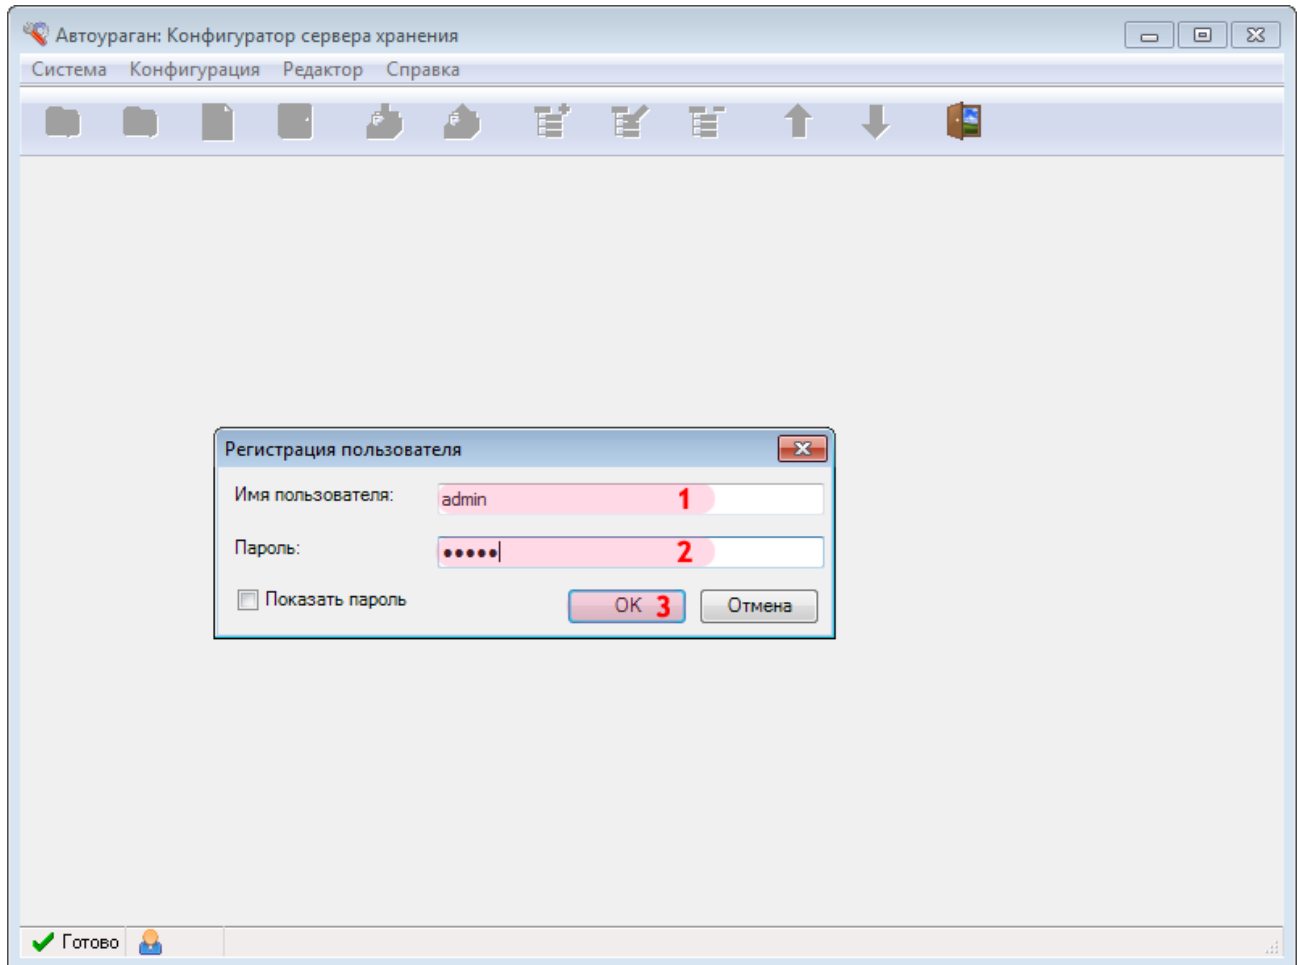 Автоураган: Конфигуратор сервера хранения
Система Конфигурация Редактор Справка
Регистрация пользователя
Имя пользователя: admin 1
Пароль: ••••• 2
Показать пароль OK 3 Отмена
Готово